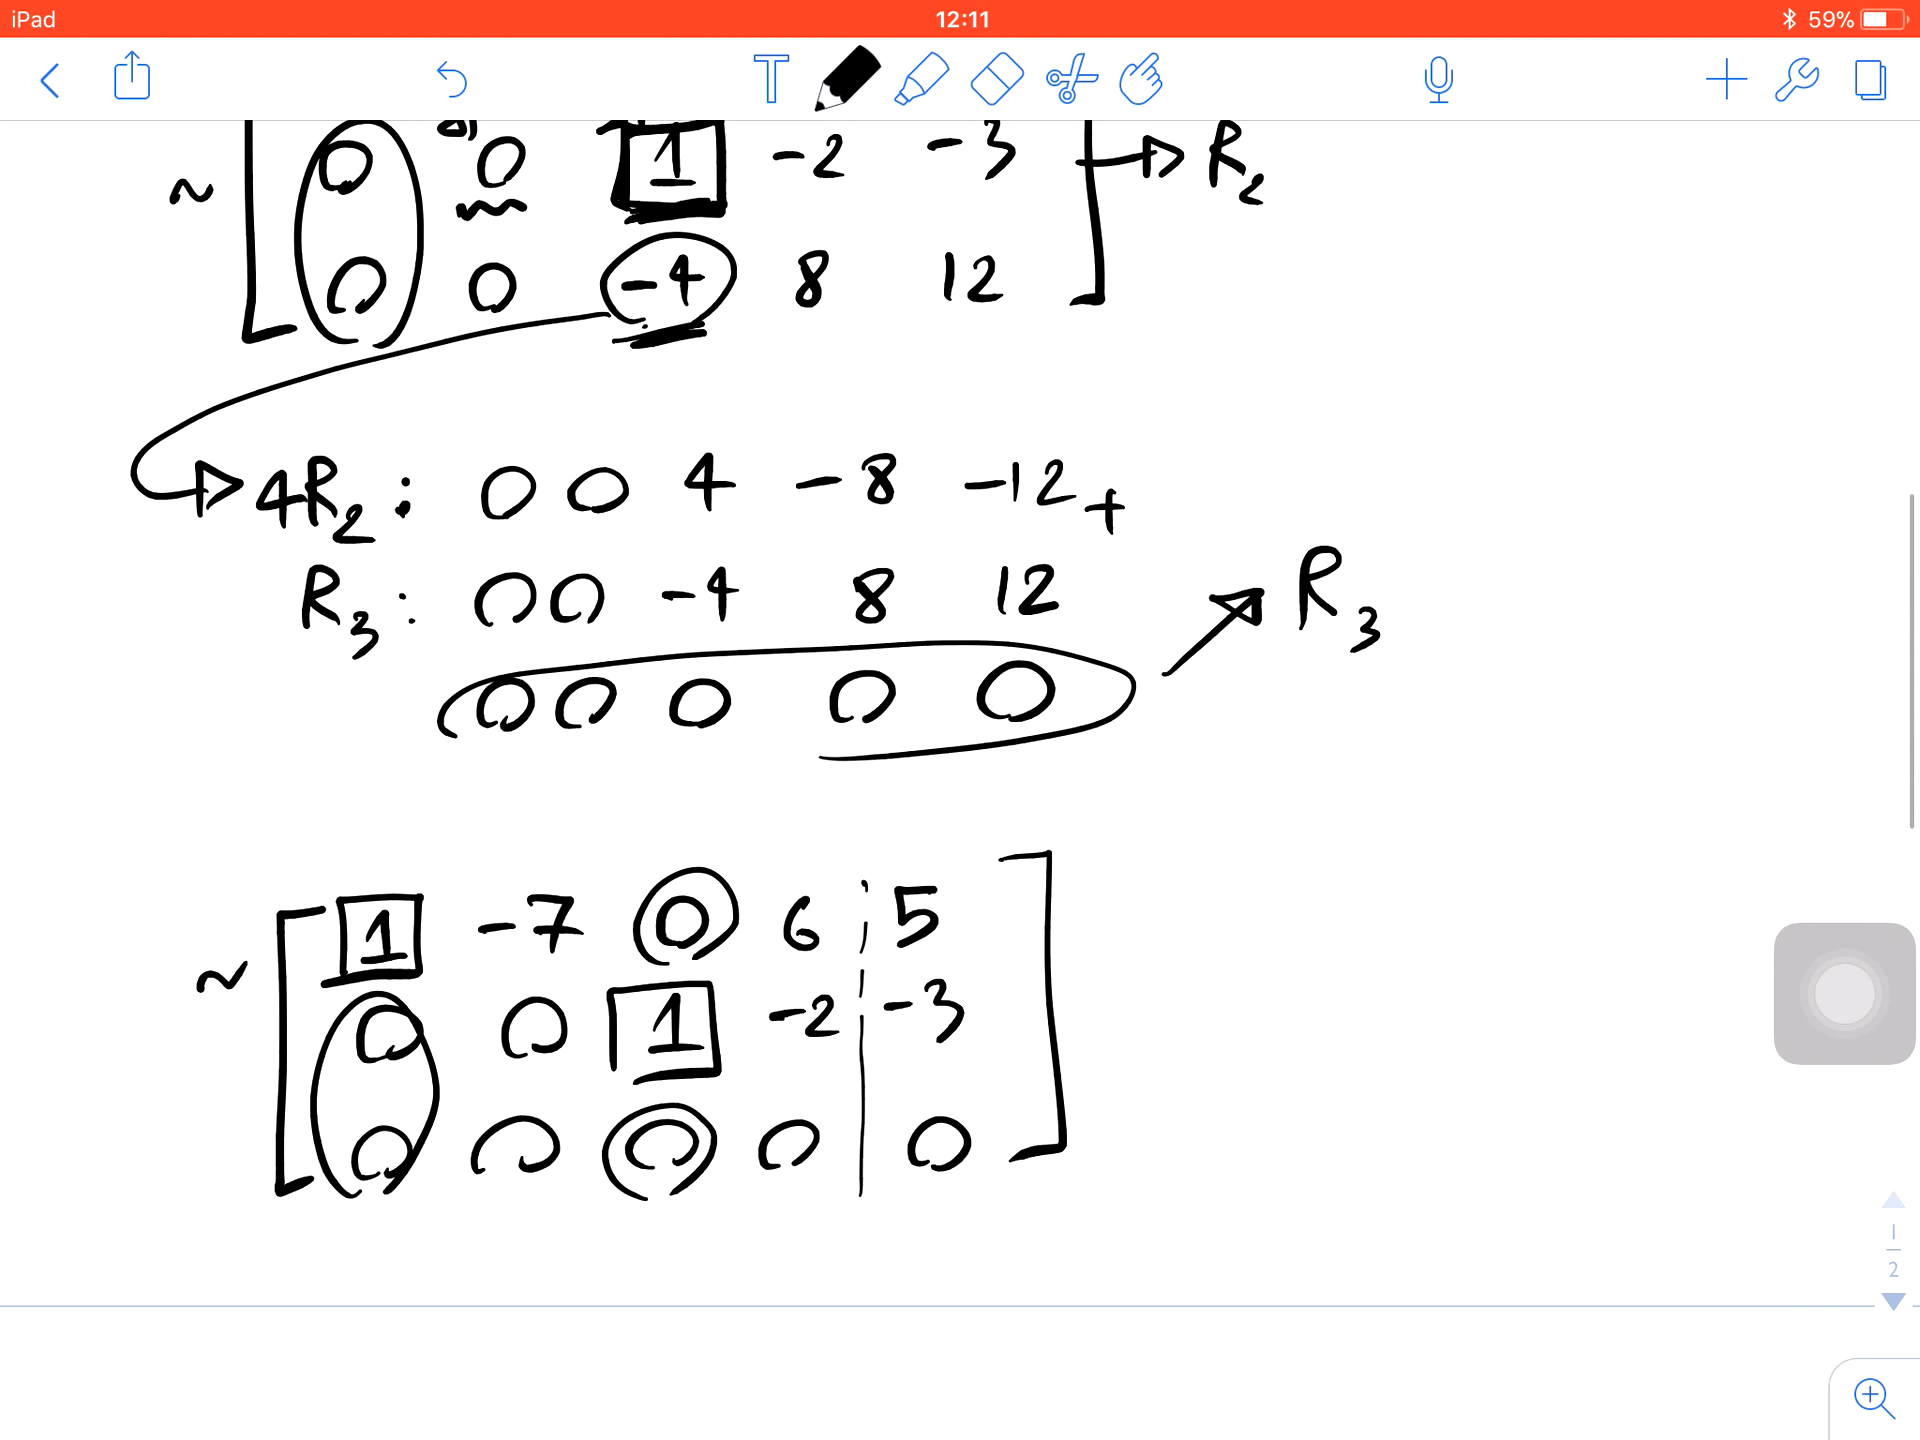 iPad 12:11 59%
T
~ [ 0 0 1 -2 -3 ] → R₂
0 0 -4 8 12
4R₂ : 0 0 4 -8 -12 +
R₃ : 0 0 -4 8 12
0 0 0 0 0 → R₃
1 -7 0 6 5
~ [ 0 0 1 -2 -3 ]
0 0 0 0 0
1
2